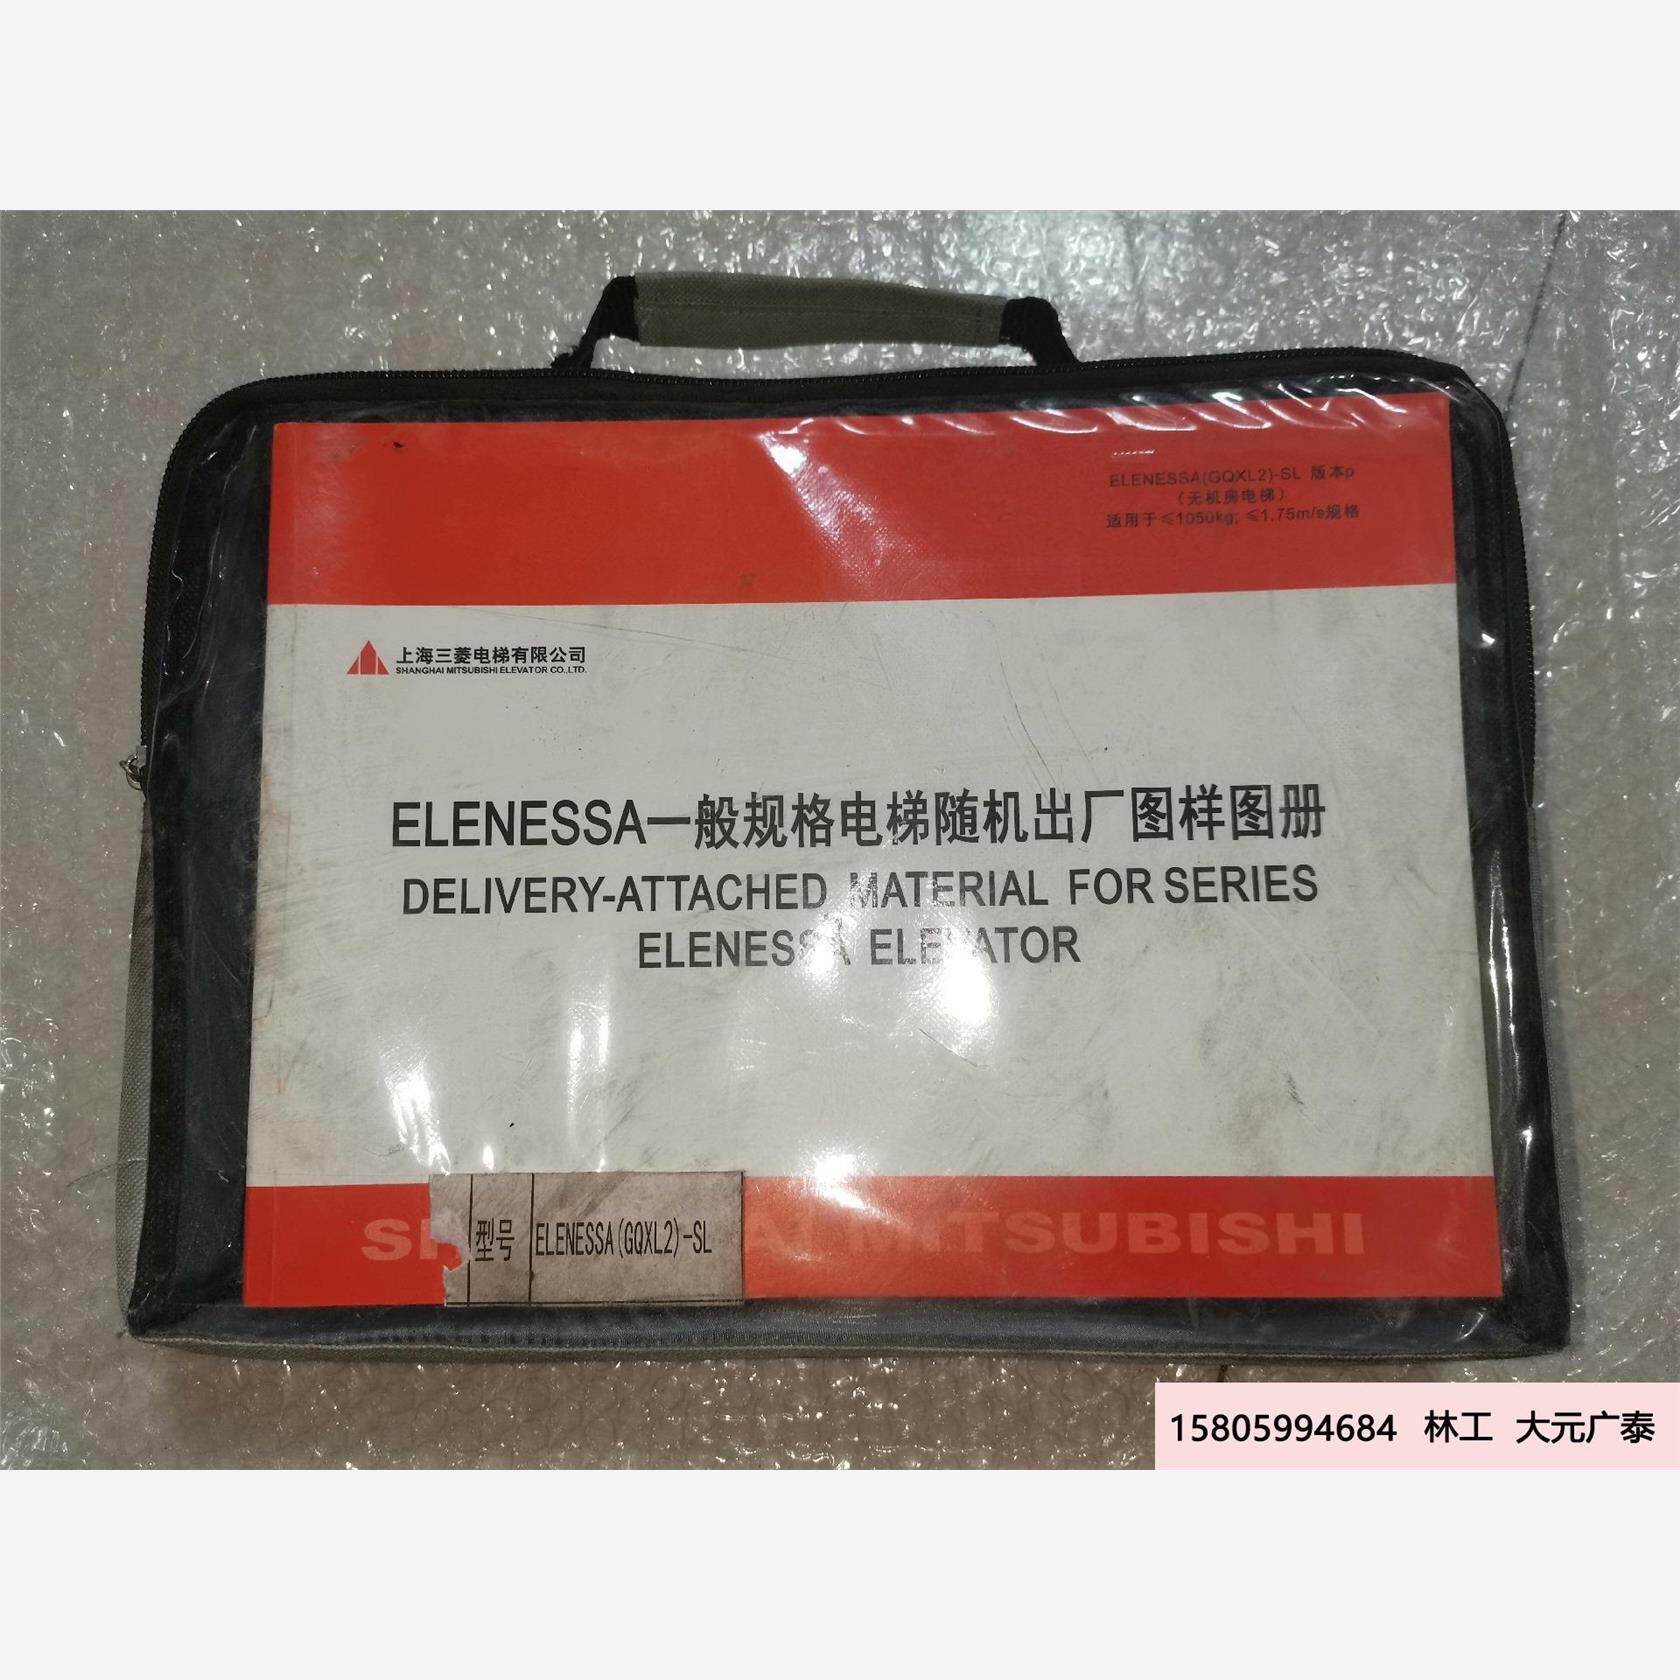 ELENESSA(GQXL2)-SL 版本p
（无机房电梯）
适用于≤1050kg; ≤1.75m/s规格
上海三菱电梯有限公司
SHANGHAI MITSUBISHI ELEVATOR CO.,LTD.
ELENESSA一般规格电梯随机出厂图样图册
DELIVERY-ATTACHED MATERIAL FOR SERIES
ELENESSA ELEVATOR
MITSUBISHI
型号 ELENESSA(GQXL2)-SL
15805994684 林工 大元广泰